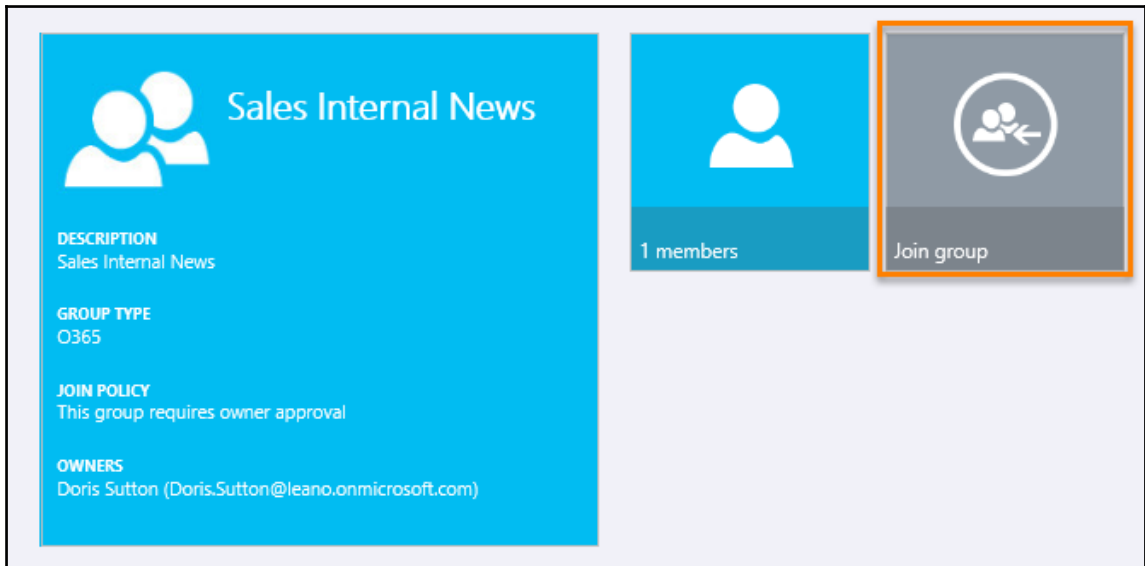 Sales Internal News
DESCRIPTION
Sales Internal News
GROUP TYPE
O365
JOIN POLICY
This group requires owner approval
OWNERS
Doris Sutton (Doris.Sutton@leano.onmicrosoft.com)
1 members
Join group